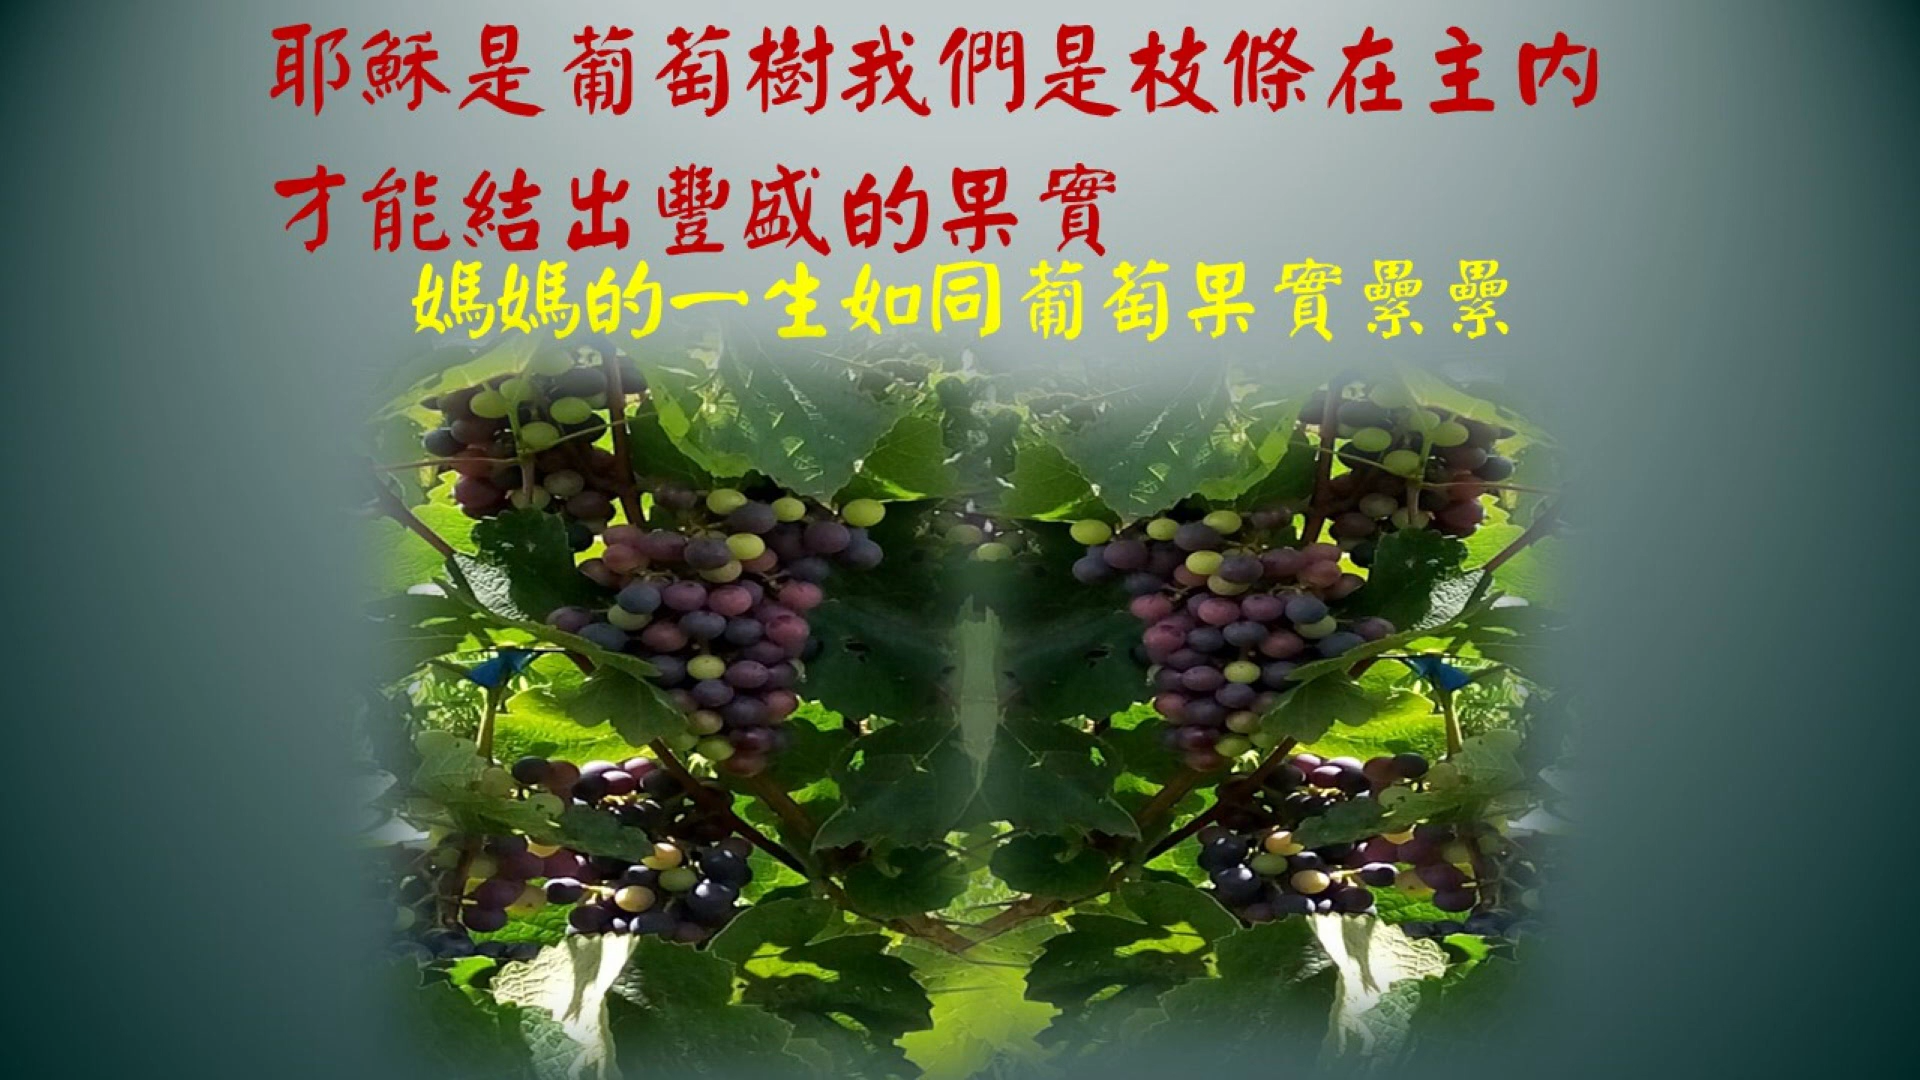 耶穌是葡萄樹我們是枝條在主內
才能結出豐盛的果實
媽媽的一生如同葡萄果實纍纍